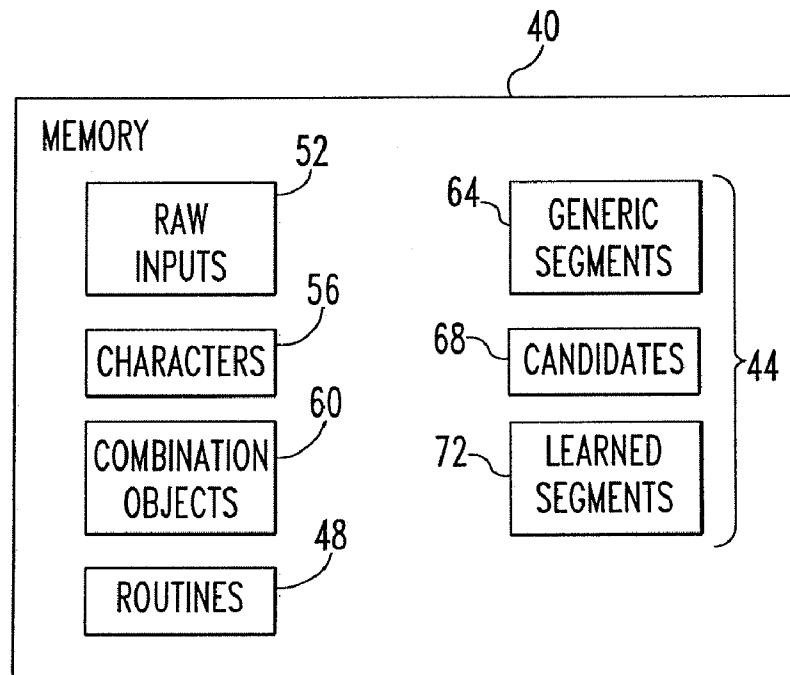 40
MEMORY
52
RAW
INPUTS
56
CHARACTERS
60
COMBINATION
OBJECTS
48
ROUTINES
64
GENERIC
SEGMENTS
68
CANDIDATES
72
LEARNED
SEGMENTS
44